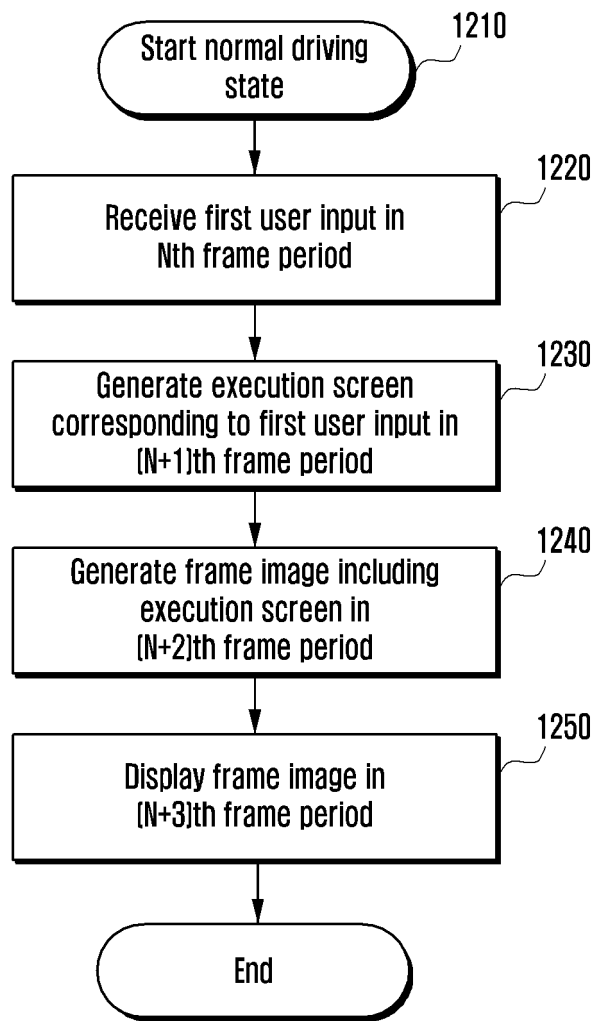 Start normal driving
state
1210
Receive first user input in
Nth frame period
1220
Generate execution screen
corresponding to first user input in
(N+1)th frame period
1230
Generate frame image including
execution screen in
(N+2)th frame period
1240
Display frame image in
(N+3)th frame period
1250
End